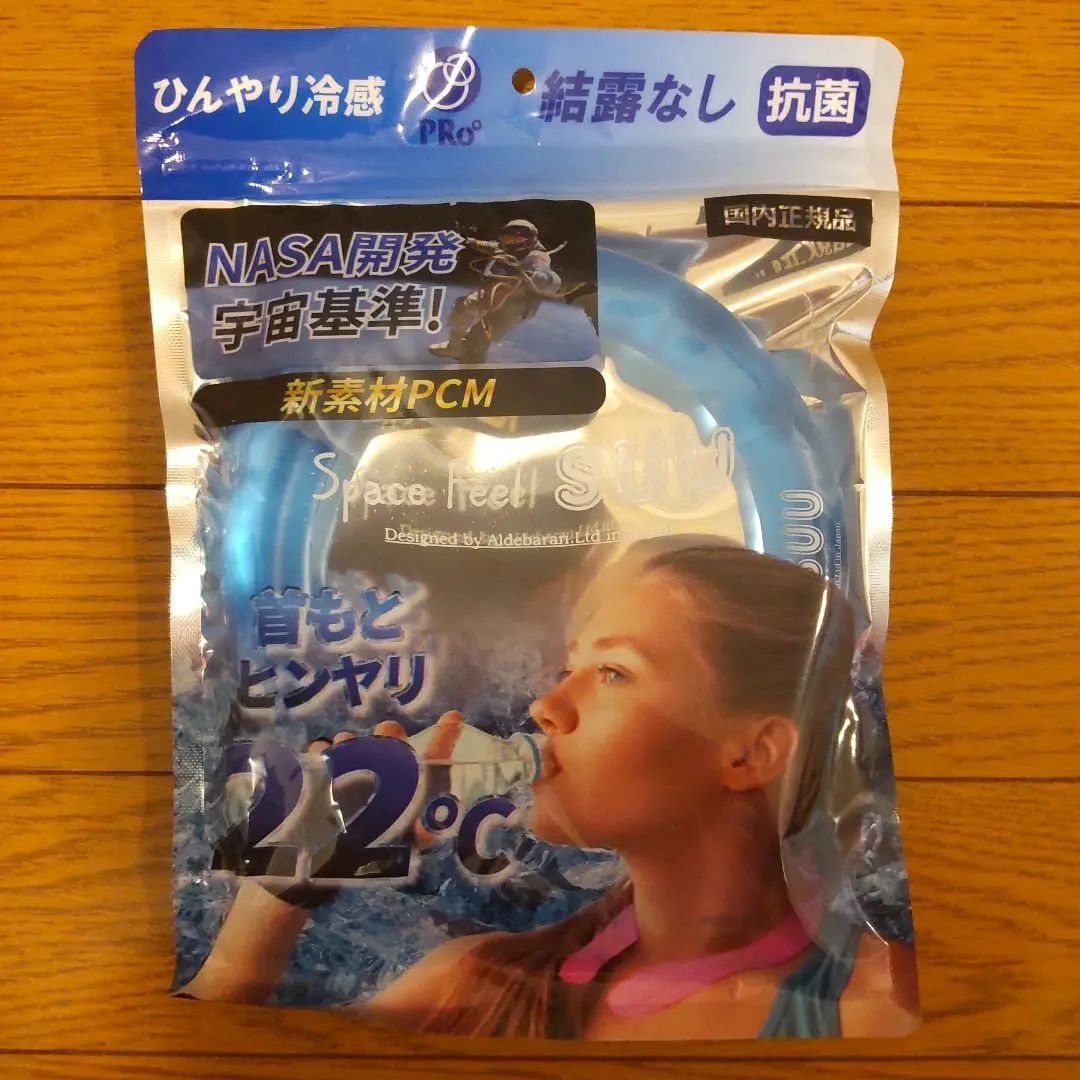 ひんやり冷感
PRo°
結露なし
抗菌
国内正規品
NASA開発
宇宙基準!
新素材PCM
Space Feel SUU
Designed by Aldebaran.Ltd in
首もと
ヒンヤリ
22℃